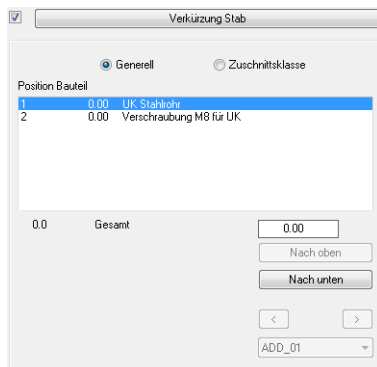 Verkürzung Stab
Generell Zuschnittsklasse
Position Bauteil
1 0.00 UK Stahlrohr
2 0.00 Verschraubung M8 für UK
0.0 Gesamt 0.00
Nach oben
Nach unten
< >
ADD_01